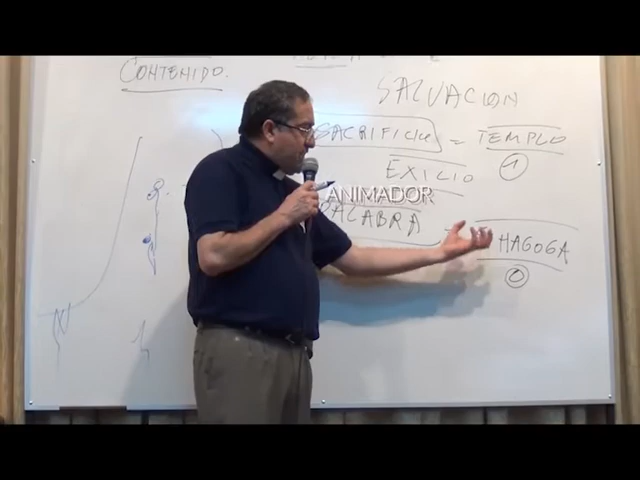 CONTENIDO.
SALVACION
SACRIFICIO = TEMPLO
1
EXILIO
ANIMADOR
PALABRA
HAGOGA
0